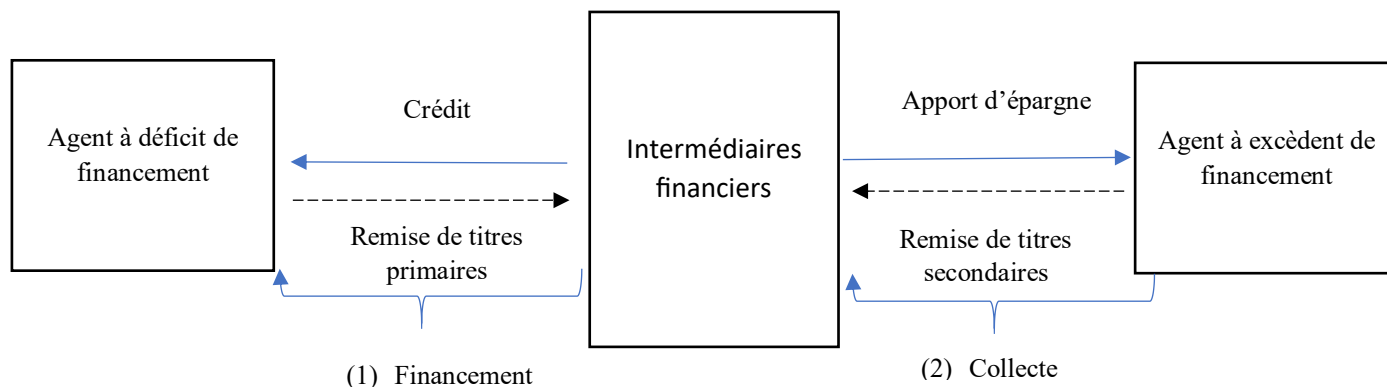 Agent à déficit de
financement
Crédit
Remise de titres
primaires
(1) Financement
Intermédiaires
financiers
Apport d’épargne
Remise de titres
secondaires
(2) Collecte
Agent à excèdent de
financement